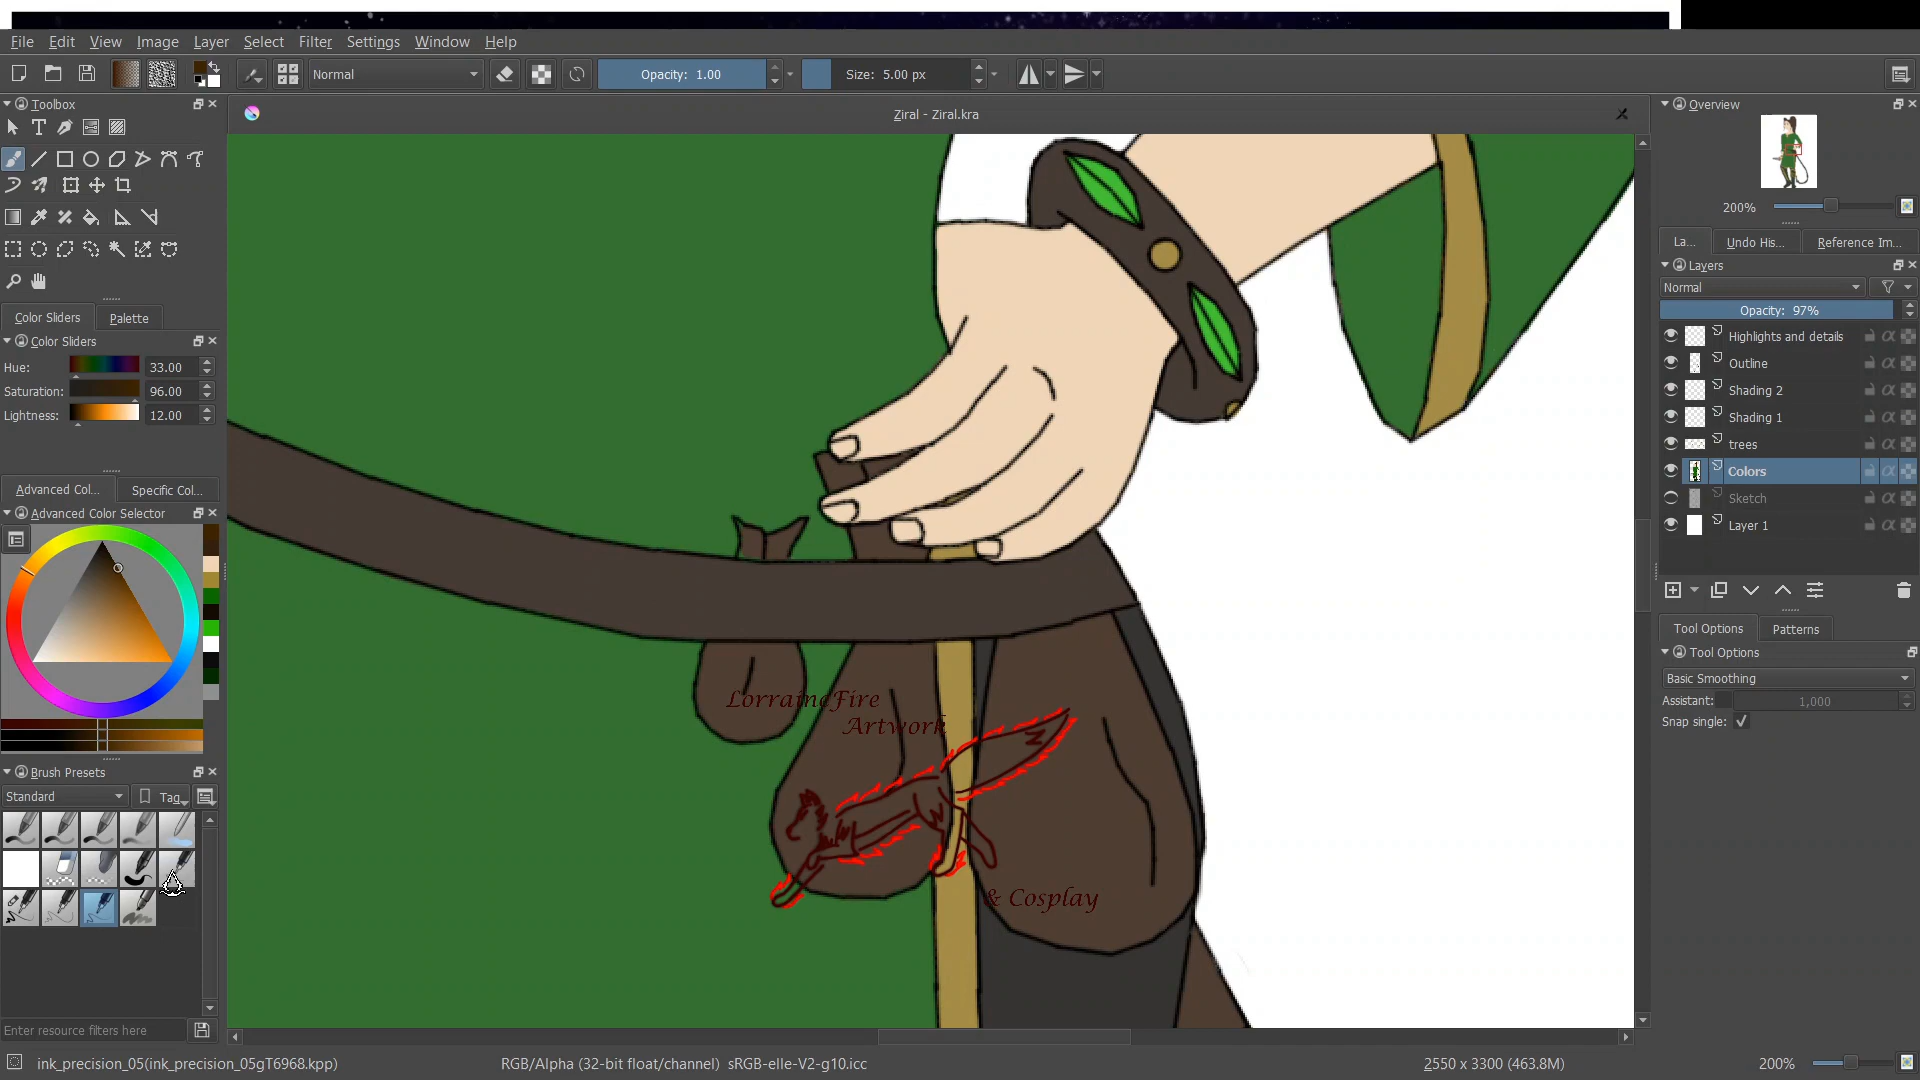 File Edit View Image Layer Select Filter Settings Window Help
Normal Opacity: 1.00 Size: 5.00 px
Toolbox
Ziral - Ziral.kra
Overview
200%
La... Undo His... Reference Im...
Layers
Normal
Opacity: 97%
Highlights and details
Outline
Shading 2
Shading 1
trees
Colors
Sketch
Layer 1
Tool Options Patterns
Tool Options
Basic Smoothing
Assistant: 1,000
Snap single:
Color Sliders Palette
Color Sliders
Hue: 33.00
Saturation: 96.00
Lightness: 12.00
Advanced Col... Specific Col...
Advanced Color Selector
Brush Presets
Standard Tag
Enter resource filters here
LorraineFire
Artwork
& Cosplay
ink_precision_05(ink_precision_05gT6968.kpp) RGB/Alpha (32-bit float/channel) sRGB-elle-V2-g10.icc 2550 x 3300 (463.8M) 200%